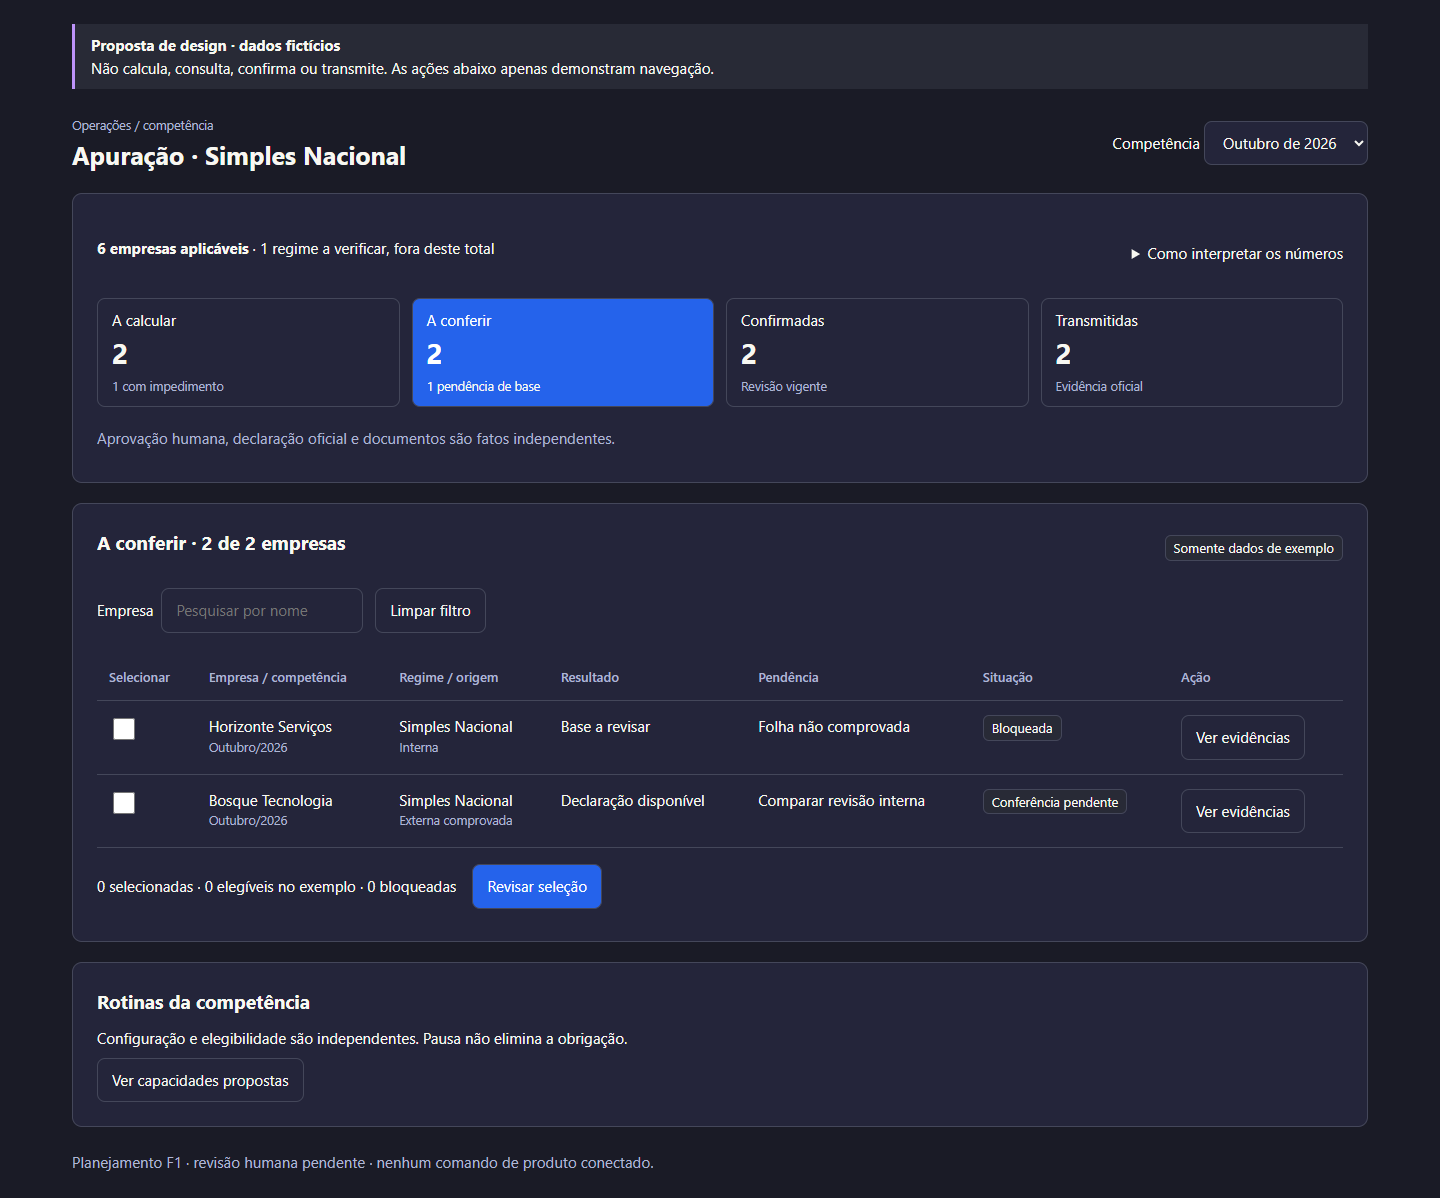 Proposta de design · dados fictícios
Não calcula, consulta, confirma ou transmite. As ações abaixo apenas demonstram navegação.
Operações / competência
Apuração · Simples Nacional
Competência Outubro de 2026
6 empresas aplicáveis · 1 regime a verificar, fora deste total
Como interpretar os números
A calcular
2
1 com impedimento
A conferir
2
1 pendência de base
Confirmadas
2
Revisão vigente
Transmitidas
2
Evidência oficial
Aprovação humana, declaração oficial e documentos são fatos independentes.
A conferir · 2 de 2 empresas
Somente dados de exemplo
Empresa Pesquisar por nome Limpar filtro
Selecionar Empresa / competência Regime / origem Resultado Pendência Situação Ação
Horizonte Serviços Simples Nacional Base a revisar Folha não comprovada Bloqueada Ver evidências
Outubro/2026 Interna
Bosque Tecnologia Simples Nacional Declaração disponível Comparar revisão interna Conferência pendente Ver evidências
Outubro/2026 Externa comprovada
0 selecionadas · 0 elegíveis no exemplo · 0 bloqueadas Revisar seleção
Rotinas da competência
Configuração e elegibilidade são independentes. Pausa não elimina a obrigação.
Ver capacidades propostas
Planejamento F1 · revisão humana pendente · nenhum comando de produto conectado.